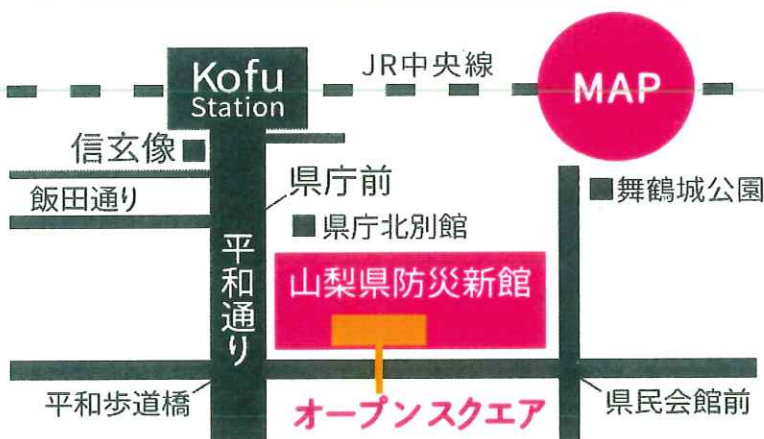 Kofu
Station
JR中央線
MAP
信玄像
飯田通り
県庁前
舞鶴城公園
県庁北別館
平和通り
山梨県防災新館
平和歩道橋
オープンスクエア
県民会館前